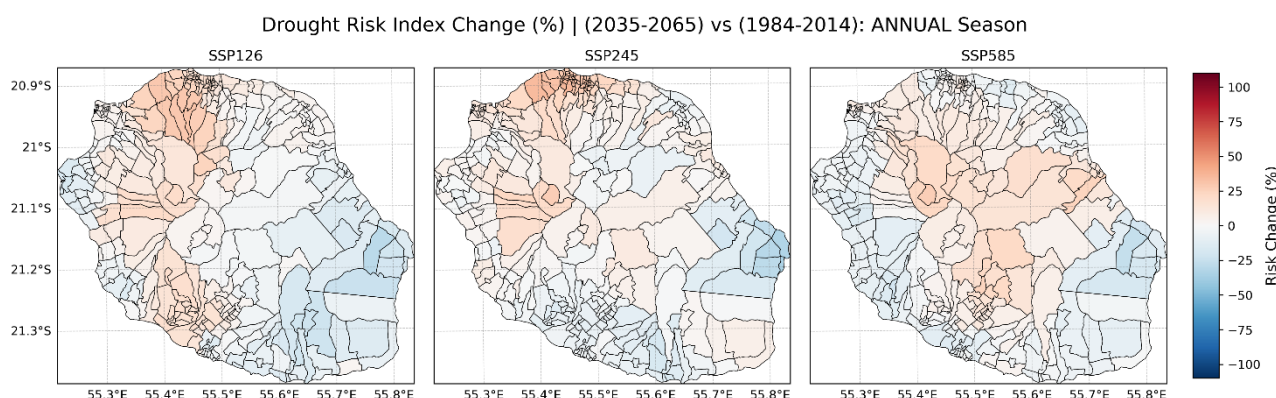 Drought Risk Index Change (%) | (2035-2065) vs (1984-2014): ANNUAL Season
SSP126
SSP245
SSP585
20.9°S
21°S
21.1°S
21.2°S
21.3°S
55.3°E 55.4°E 55.5°E 55.6°E 55.7°E 55.8°E
55.3°E 55.4°E 55.5°E 55.6°E 55.7°E 55.8°E
55.3°E 55.4°E 55.5°E 55.6°E 55.7°E 55.8°E
100
75
50
25
0
−25
−50
−75
−100
Risk Change (%)